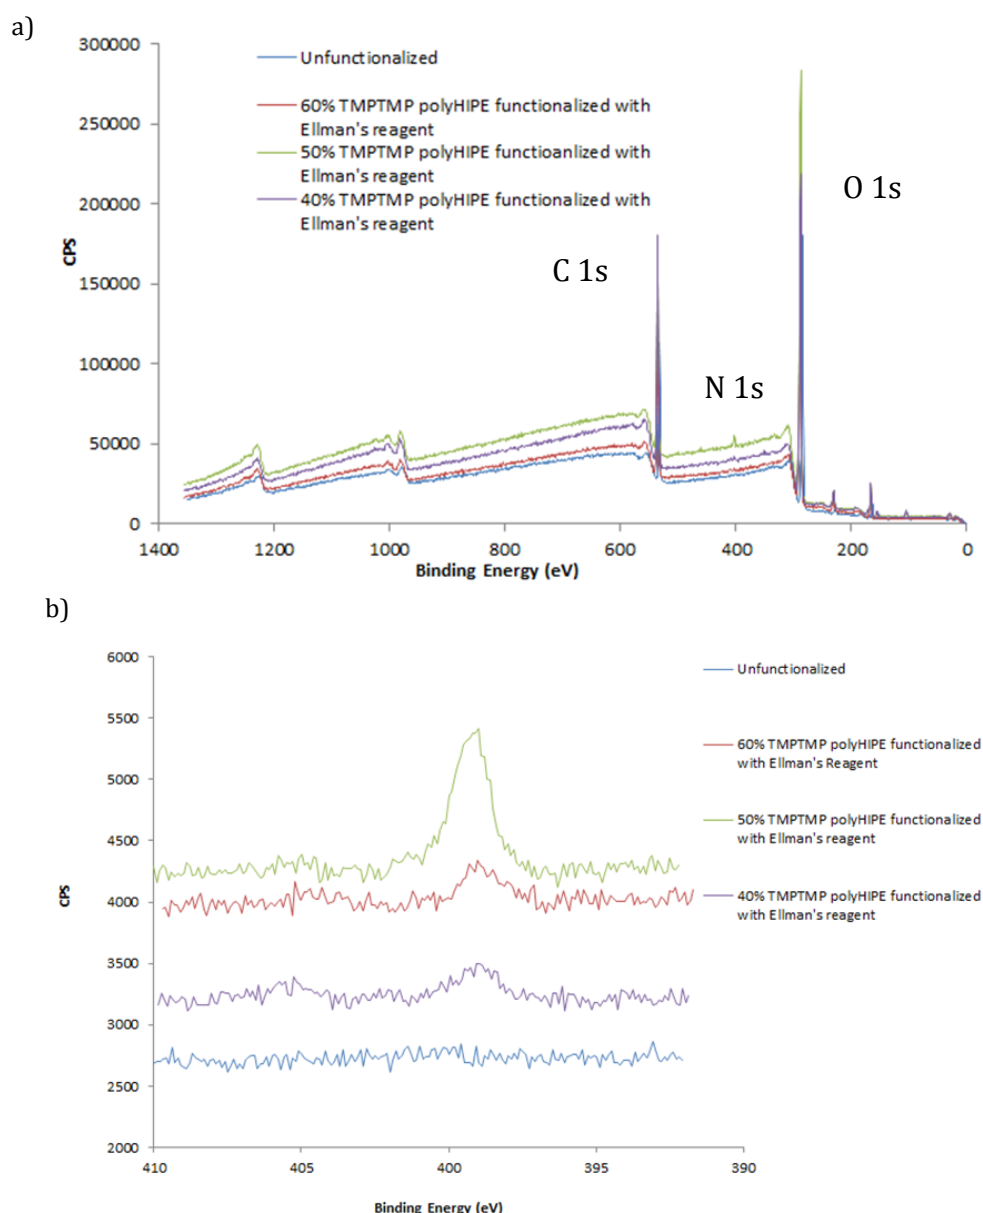 a)
300000
250000
200000
150000
100000
50000
0
CPS
Unfunctionalized
60% TMPTMP polyHIPE functionalized with
Ellman's reagent
50% TMPTMP polyHIPE functioanlized with
Ellman's reagent
40% TMPTMP polyHIPE functionalized with
Ellman's reagent
O 1s
C 1s
N 1s
1400 1200 1000 800 600 400 200 0
Binding Energy (eV)
b)
6000
5500
5000
4500
4000
3500
3000
2500
2000
CPS
Unfunctionalized
60% TMPTMP polyHIPE functionalized
with Ellman's Reagent
50% TMPTMP polyHIPE functionalized
with Ellman's reagent
40% TMPTMP polyHIPE functionalized
with Ellman's reagent
410 405 400 395 390
Binding Energy (eV)